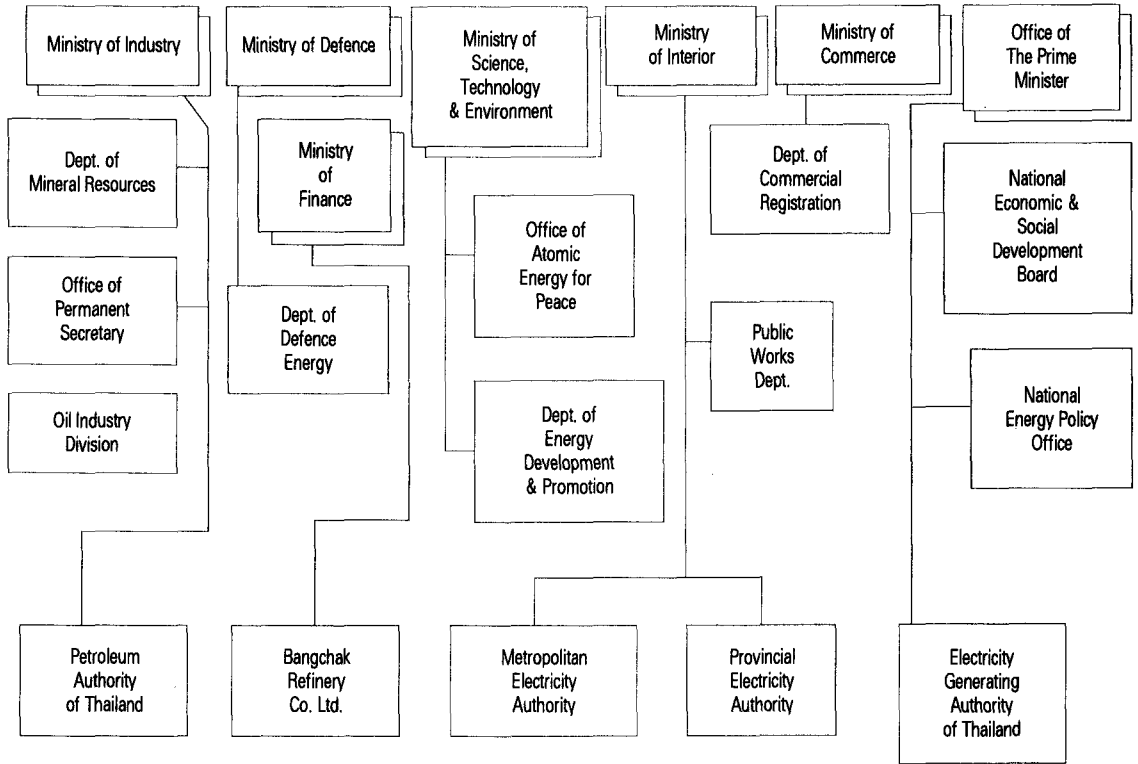 Ministry of Industry
Ministry of Defence
Ministry of
Science,
Technology
& Environment
Ministry
of Interior
Ministry of
Commerce
Office of
The Prime
Minister
Dept. of
Mineral Resources
Ministry
of
Finance
Dept. of
Commercial
Registration
National
Economic &
Social
Development
Board
Office of
Atomic
Energy for
Peace
Office of
Permanent
Secretary
Dept. of
Defence
Energy
Public
Works
Dept.
National
Energy Policy
Office
Oil Industry
Division
Dept. of
Energy
Development
& Promotion
Petroleum
Authority
of Thailand
Bangchak
Refinery
Co. Ltd.
Metropolitan
Electricity
Authority
Provincial
Electricity
Authority
Electricity
Generating
Authority
of Thailand